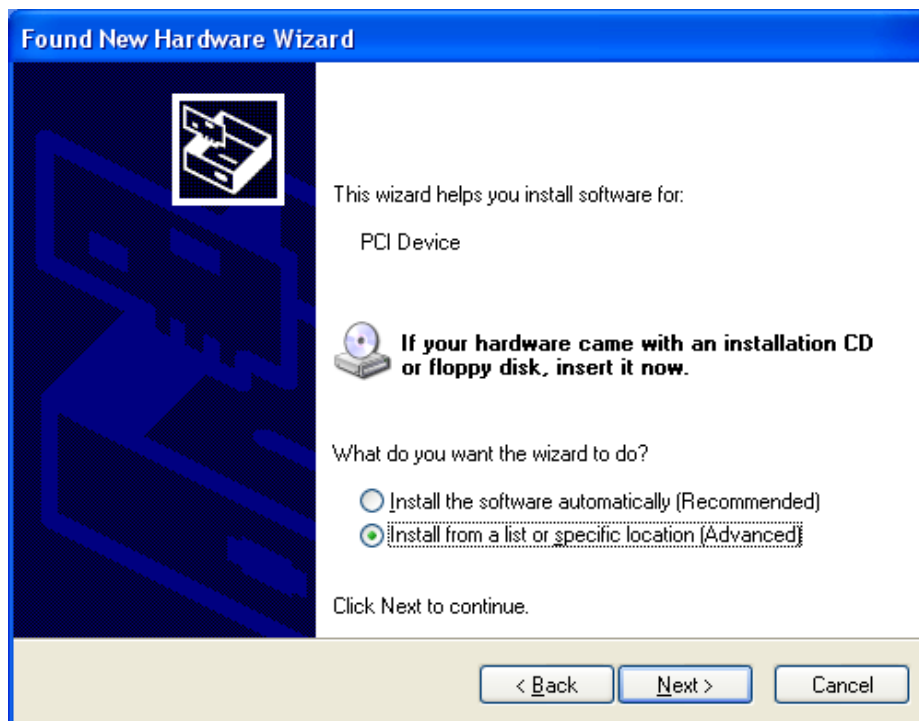 Found New Hardware Wizard
This wizard helps you install software for:
PCI Device
If your hardware came with an installation CD
or floppy disk, insert it now.
What do you want the wizard to do?
Install the software automatically (Recommended)
Install from a list or specific location (Advanced)
Click Next to continue.
< Back
Next >
Cancel